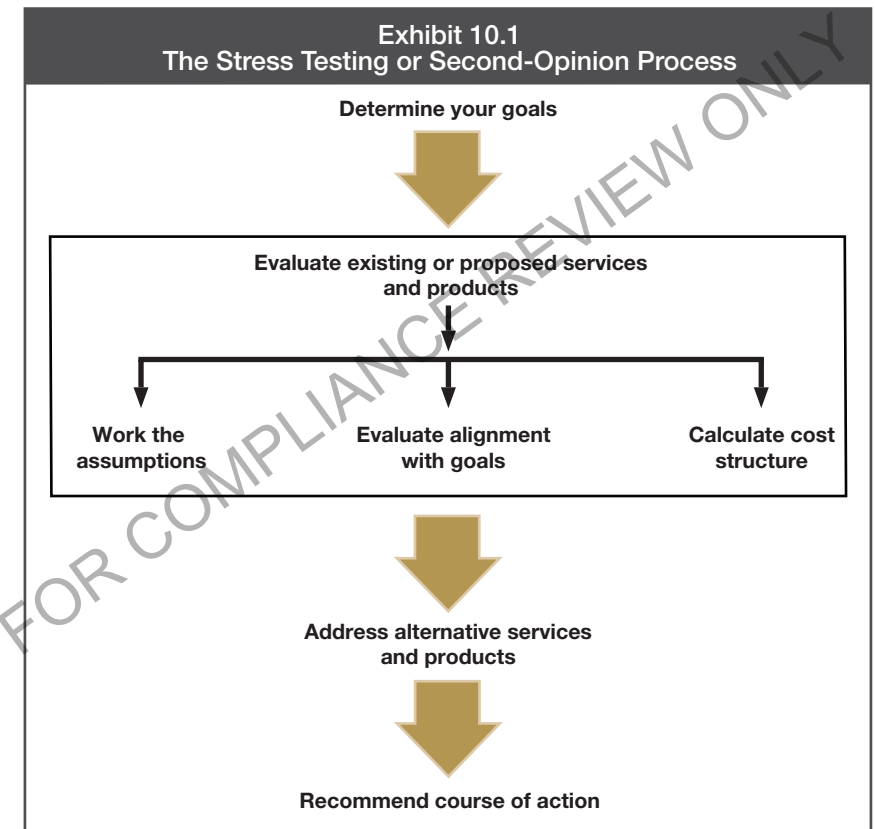 Exhibit 10.1
The Stress Testing or Second-Opinion Process
Determine your goals
Evaluate existing or proposed services
and products
Work the
assumptions
Evaluate alignment
with goals
Calculate cost
structure
Address alternative services
and products
Recommend course of action
FOR COMPLIANCE REVIEW ONLY